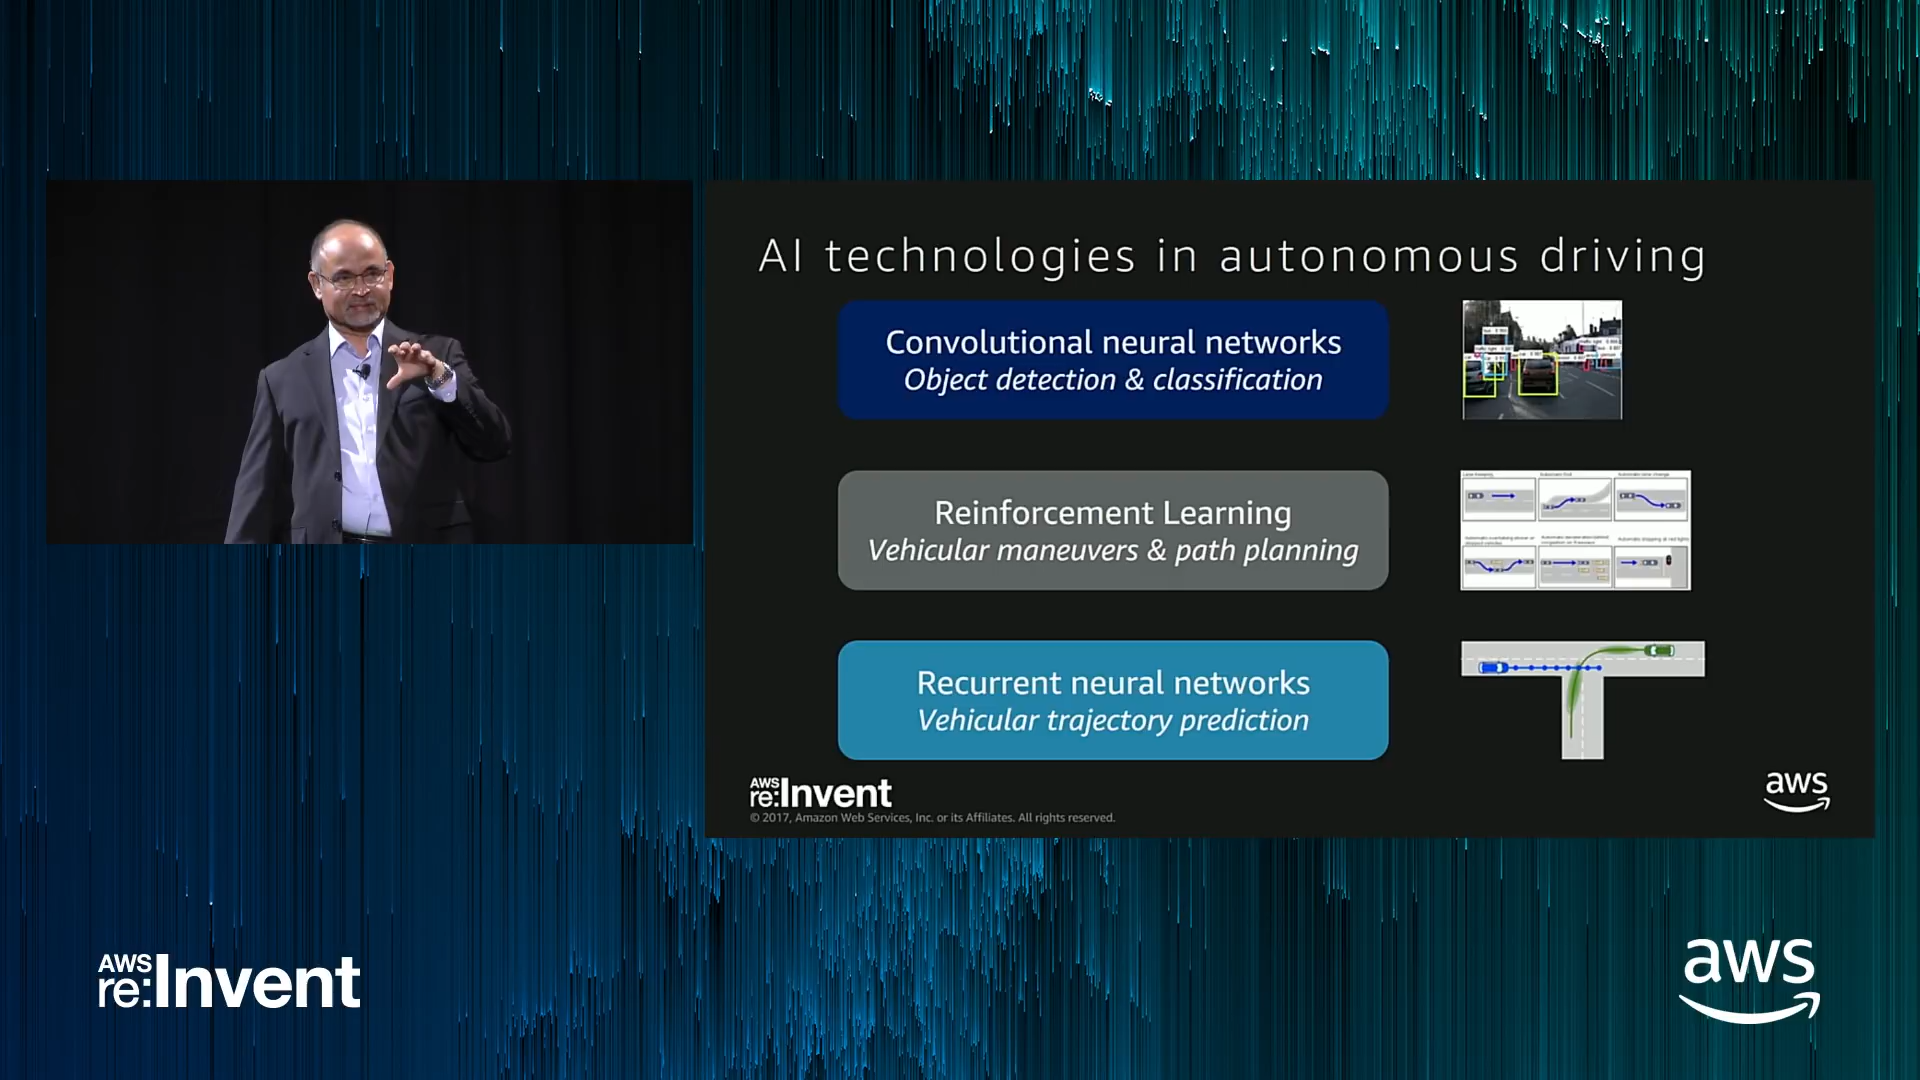 AI technologies in autonomous driving
Convolutional neural networks
Object detection & classification
Reinforcement Learning
Vehicular maneuvers & path planning
Recurrent neural networks
Vehicular trajectory prediction
AWS
re:Invent
© 2017, Amazon Web Services, Inc. or its Affiliates. All rights reserved.
aws
AWS
re:Invent
aws